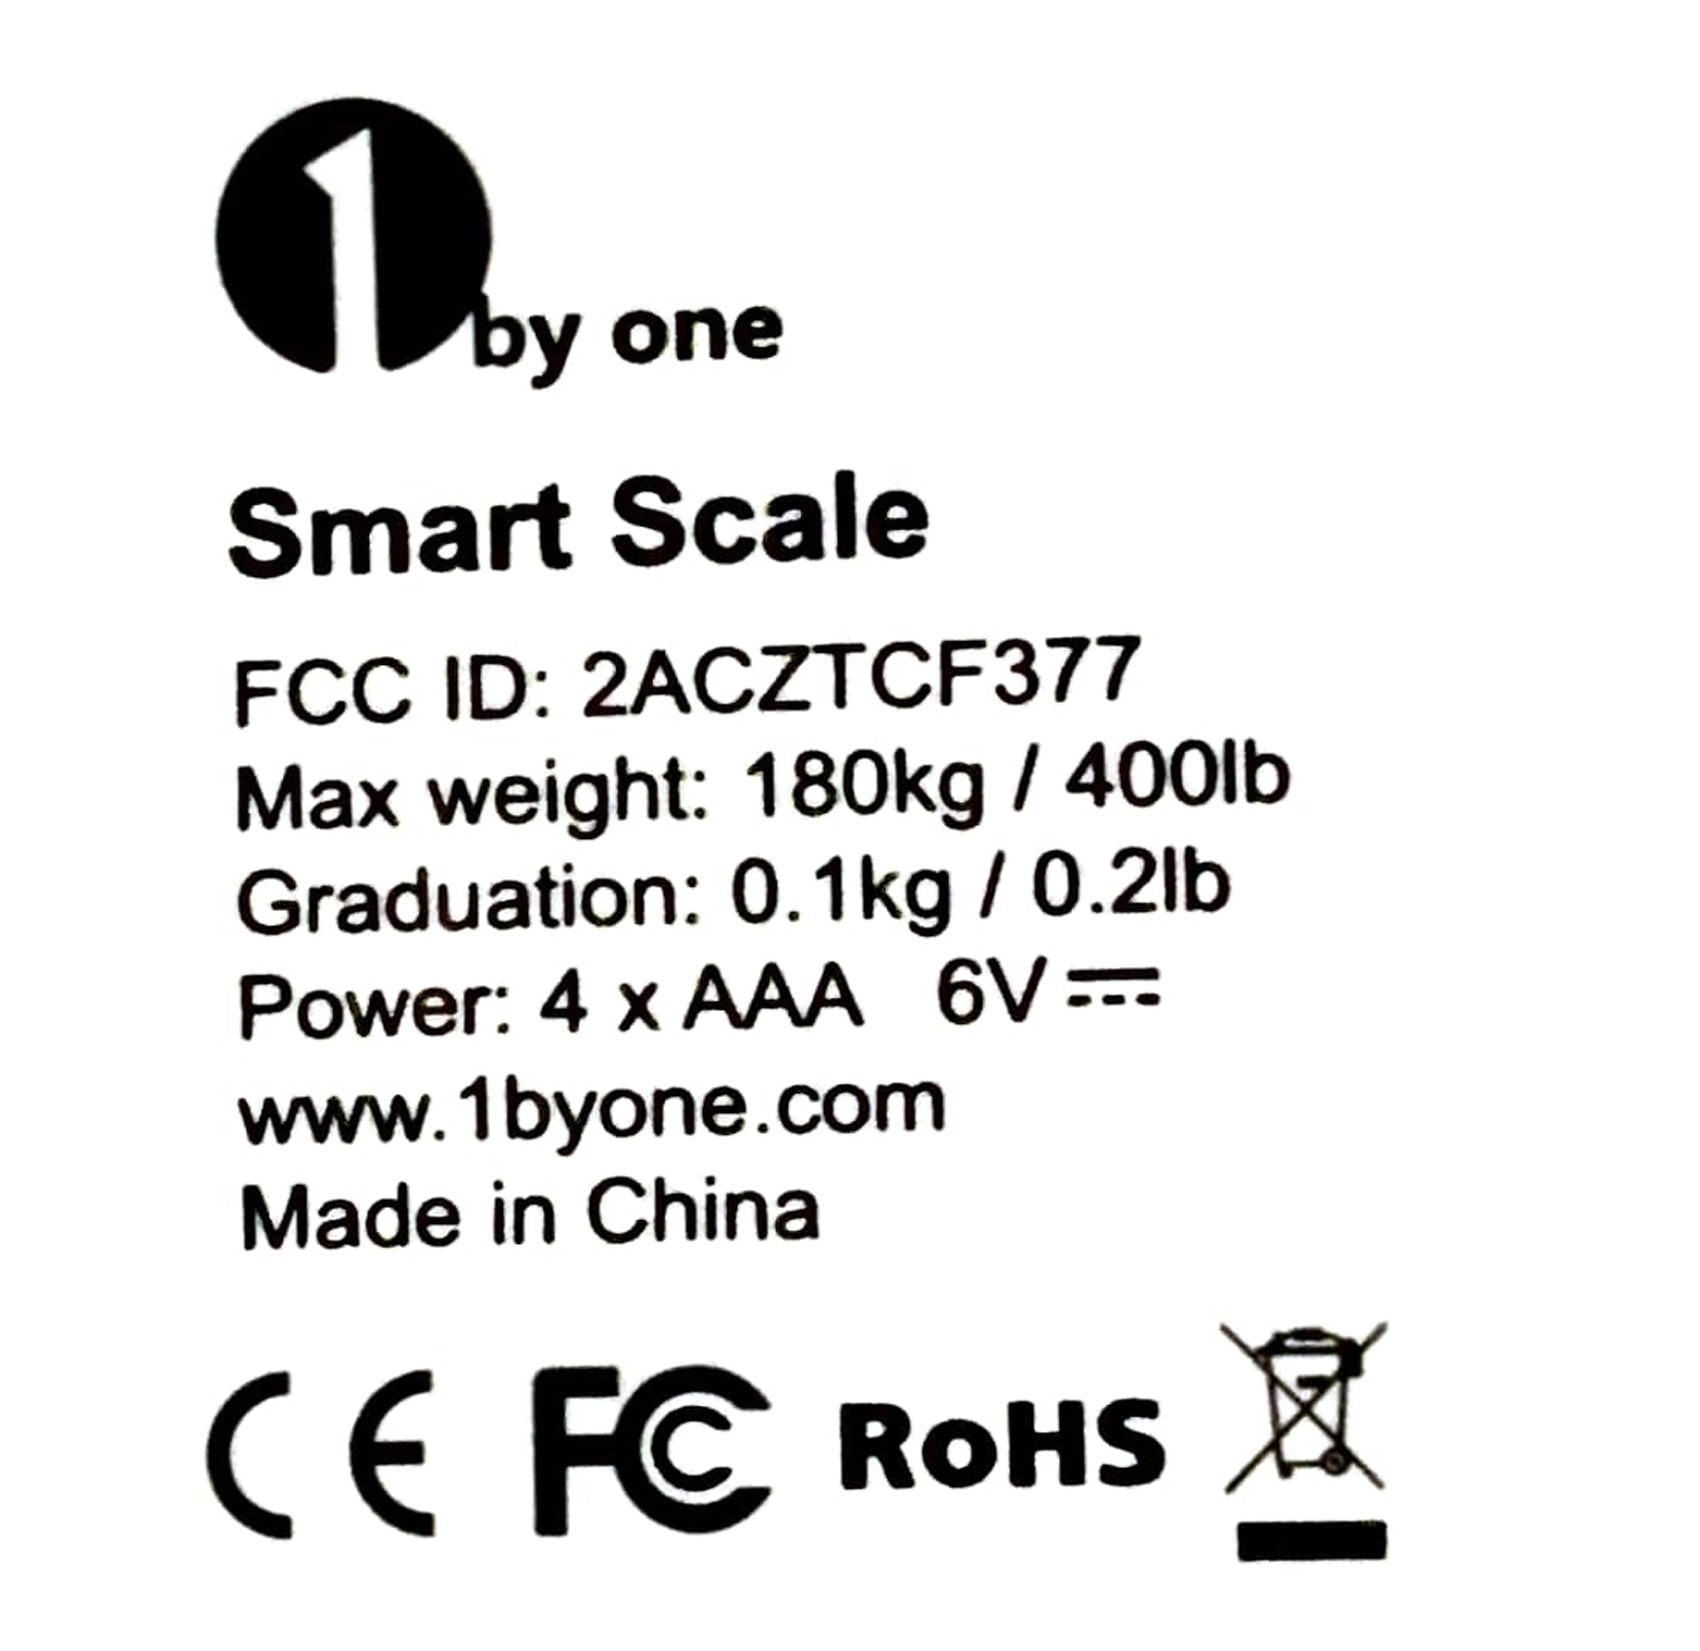 1 by one
Smart Scale
FCC ID: 2ACZTCF377
Max weight: 180kg / 400lb
Graduation: 0.1kg / 0.2lb
Power: 4 x AAA 6V⎓
www.1byone.com
Made in China
CE FCC RoHS